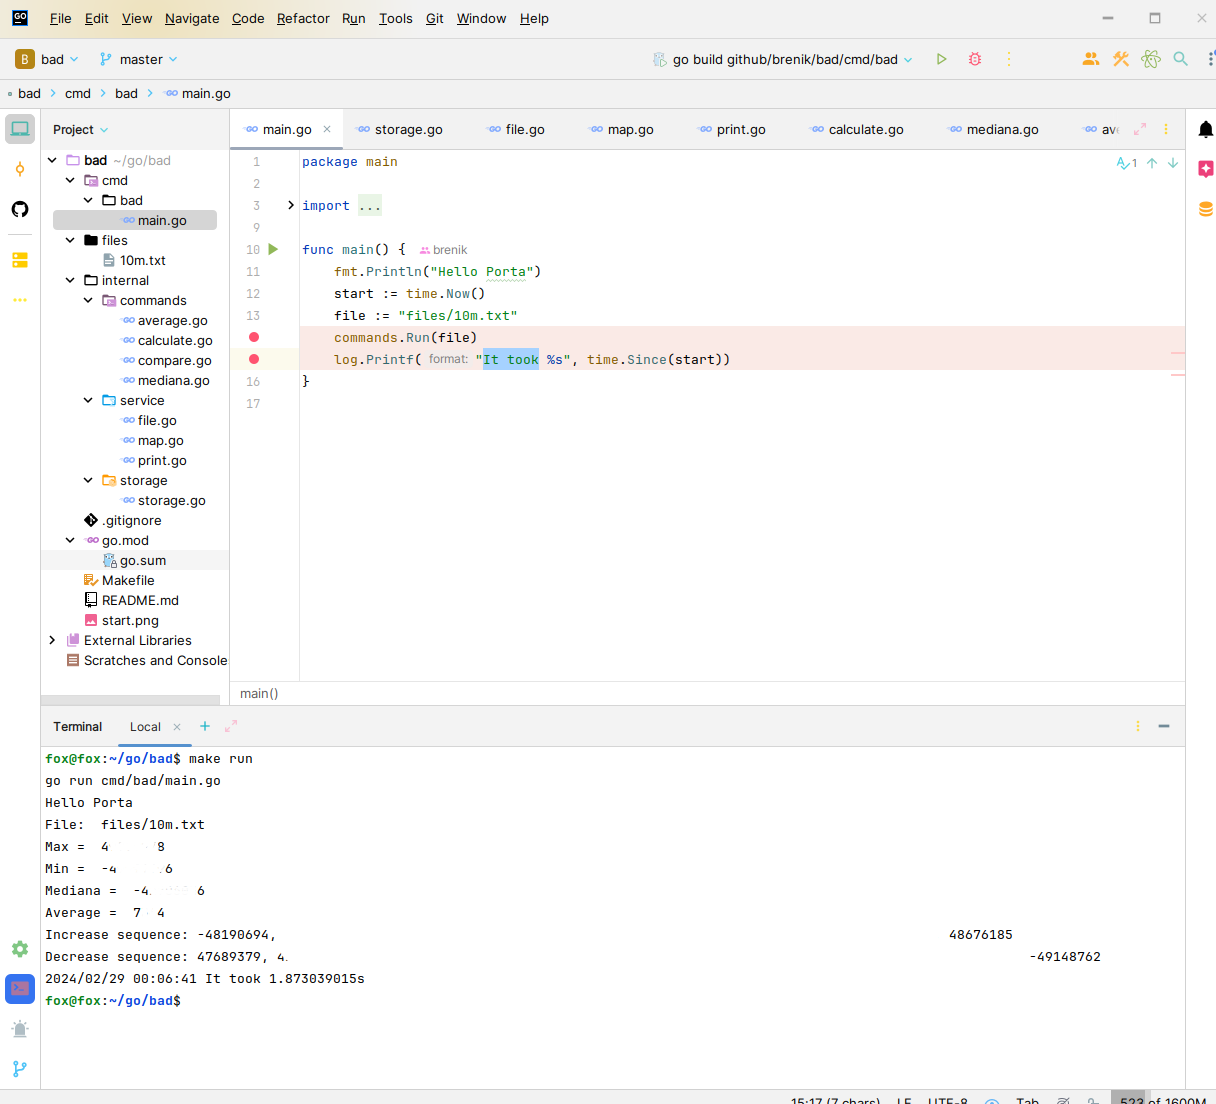 File Edit View Navigate Code Refactor Run Tools Git Window Help
B bad master go build github/brenik/bad/cmd/bad
bad cmd bad main.go
Project
main.go storage.go file.go map.go print.go calculate.go mediana.go
bad ~/go/bad
cmd
bad
main.go
files
10m.txt
internal
commands
average.go
calculate.go
compare.go
mediana.go
service
file.go
map.go
print.go
storage
storage.go
.gitignore
go.mod
go.sum
Makefile
README.md
start.png
External Libraries
Scratches and Console
1 package main
1
2
3 import ...
9
10 func main() { brenik
11 fmt.Println("Hello Porta")
12 start := time.Now()
13 file := "files/10m.txt"
commands.Run(file)
log.Printf( format: "It took %s", time.Since(start))
16 }
17
main()
Terminal Local
fox@fox:~/go/bad$ make run
go run cmd/bad/main.go
Hello Porta
File: files/10m.txt
Max = 4 8
Min = -4 6
Mediana = -4 6
Average = 7 4
Increase sequence: -48190694, 48676185
Decrease sequence: 47689379, 4 -49148762
2024/02/29 00:06:41 It took 1.873039015s
fox@fox:~/go/bad$
15:17 (7 chars) LF UTF-8 Tab 523 of 1600M